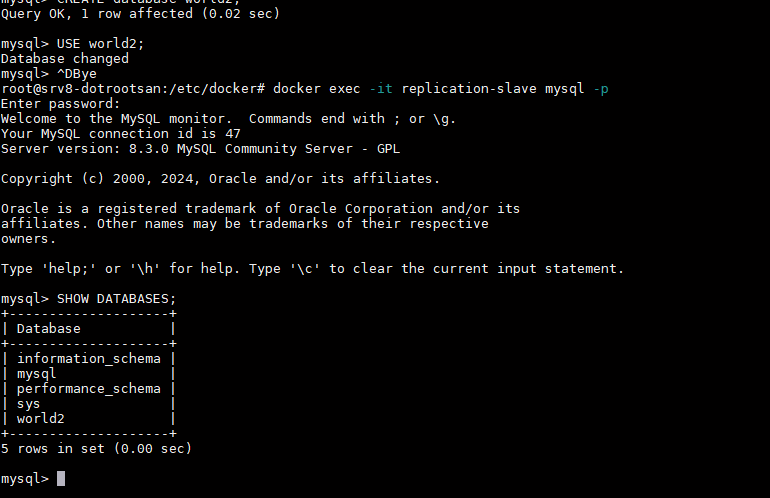 mysql> CREATE database world2;
Query OK, 1 row affected (0.02 sec)
mysql> USE world2;
Database changed
mysql> ^DBye
root@srv8-dotrootsan:/etc/docker# docker exec -it replication-slave mysql -p
Enter password:
Welcome to the MySQL monitor.  Commands end with ; or \g.
Your MySQL connection id is 47
Server version: 8.3.0 MySQL Community Server - GPL
Copyright (c) 2000, 2024, Oracle and/or its affiliates.
Oracle is a registered trademark of Oracle Corporation and/or its
affiliates. Other names may be trademarks of their respective
owners.
Type 'help;' or '\h' for help. Type '\c' to clear the current input statement.
mysql> SHOW DATABASES;
+--------------------+
| Database           |
+--------------------+
| information_schema |
| mysql              |
| performance_schema |
| sys                |
| world2             |
+--------------------+
5 rows in set (0.00 sec)
mysql>